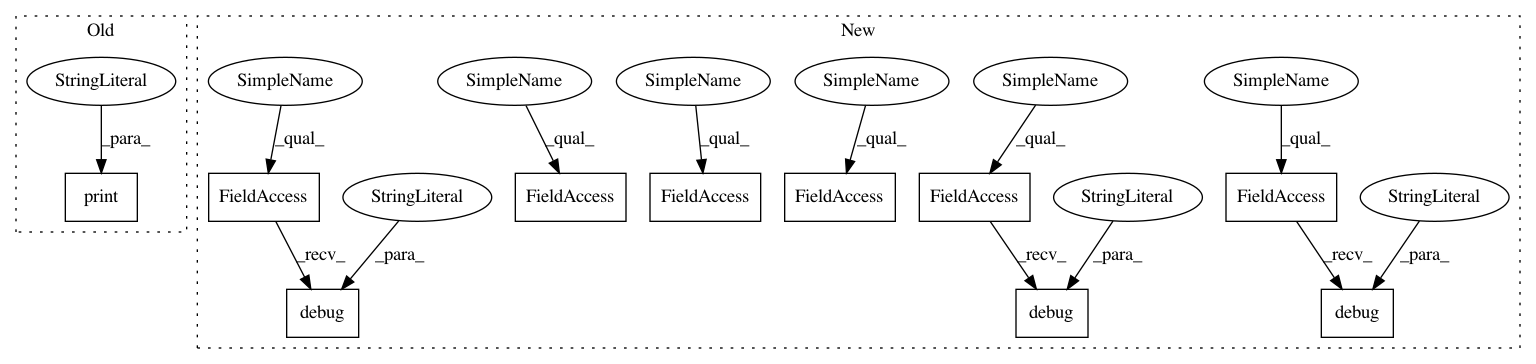 Old
New
StringLiteral
SimpleName
SimpleName
SimpleName
SimpleName
SimpleName
SimpleName
_para_
_qual_
_qual_
_qual_
_qual_
_qual_
_qual_
print
FieldAccess
StringLiteral
FieldAccess
FieldAccess
FieldAccess
FieldAccess
StringLiteral
FieldAccess
StringLiteral
_recv_
_para_
_recv_
_para_
_recv_
_para_
debug
debug
debug